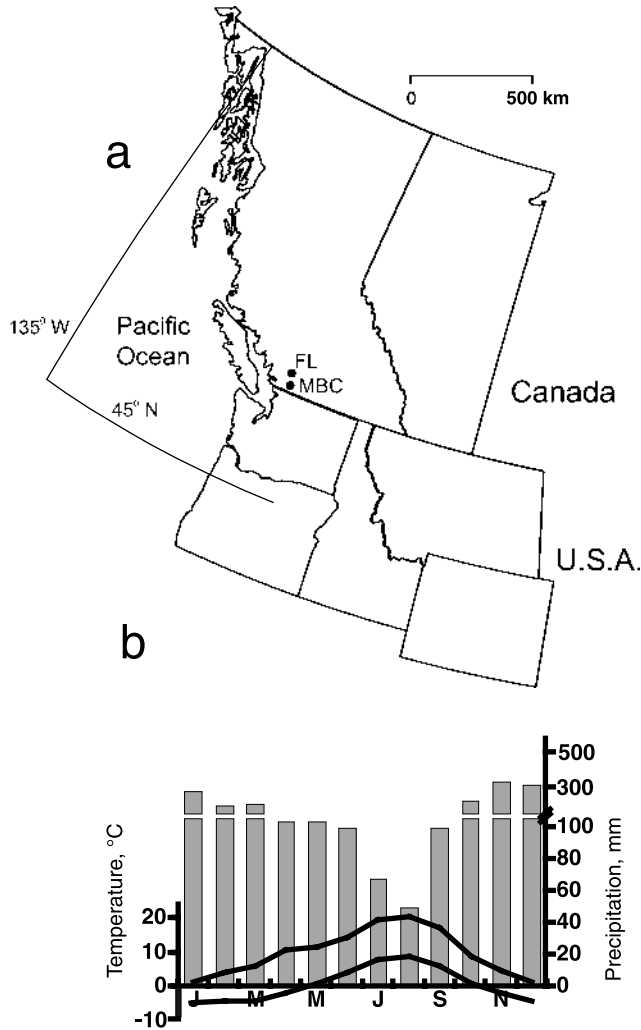 0 500 km
a
135° W
Pacific
Ocean
FL
MBC
Canada
45° N
U.S.A.
b
Temperature, °C
20
10
0
-10
J M M J S N
500
300
100
80
60
40
20
0
Precipitation, mm